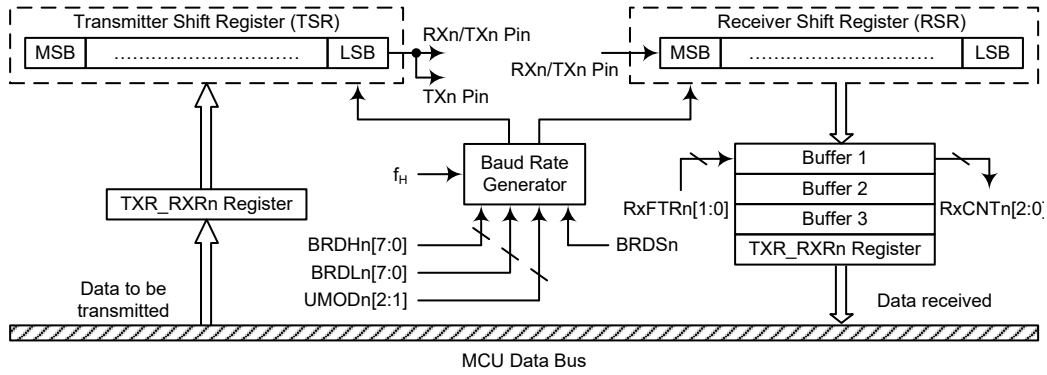 Transmitter Shift Register (TSR)
MSB ………………………… LSB
RXn/TXn Pin
TXn Pin
Receiver Shift Register (RSR)
MSB ………………………… LSB
RXn/TXn Pin
fH
Baud Rate
Generator
BRDHn[7:0]
BRDLn[7:0]
UMODn[2:1]
BRDSn
TXR_RXRn Register
Data to be
transmitted
Buffer 1
Buffer 2
Buffer 3
TXR_RXRn Register
RxFTRn[1:0]
RxCNTn[2:0]
Data received
MCU Data Bus